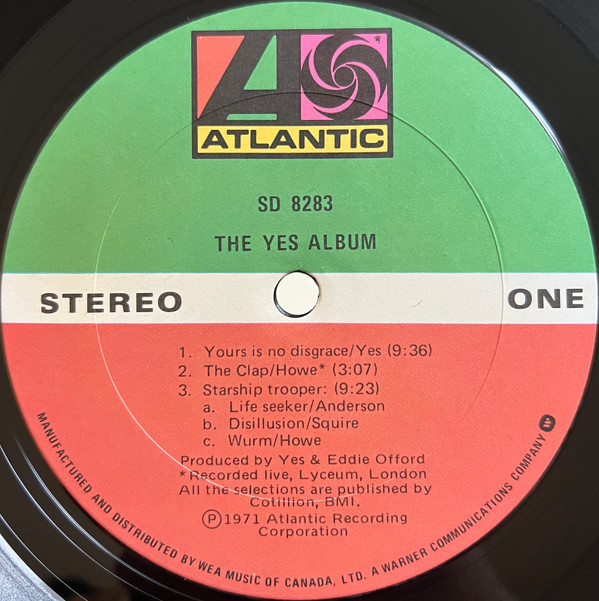 ATLANTIC
SD 8283
THE YES ALBUM
STEREO
ONE
1. Yours is no disgrace/Yes (9:36)
2. The Clap/Howe* (3:07)
3. Starship trooper: (9:23)
a. Life seeker/Anderson
b. Disillusion/Squire
c. Wurm/Howe
Produced by Yes & Eddie Offord
*Recorded live, Lyceum, London
All the selections are published by
Cotillion, BMI.
Ⓟ1971 Atlantic Recording
Corporation
MANUFACTURED AND DISTRIBUTED BY WEA MUSIC OF CANADA, LTD. A WARNER COMMUNICATIONS COMPANY